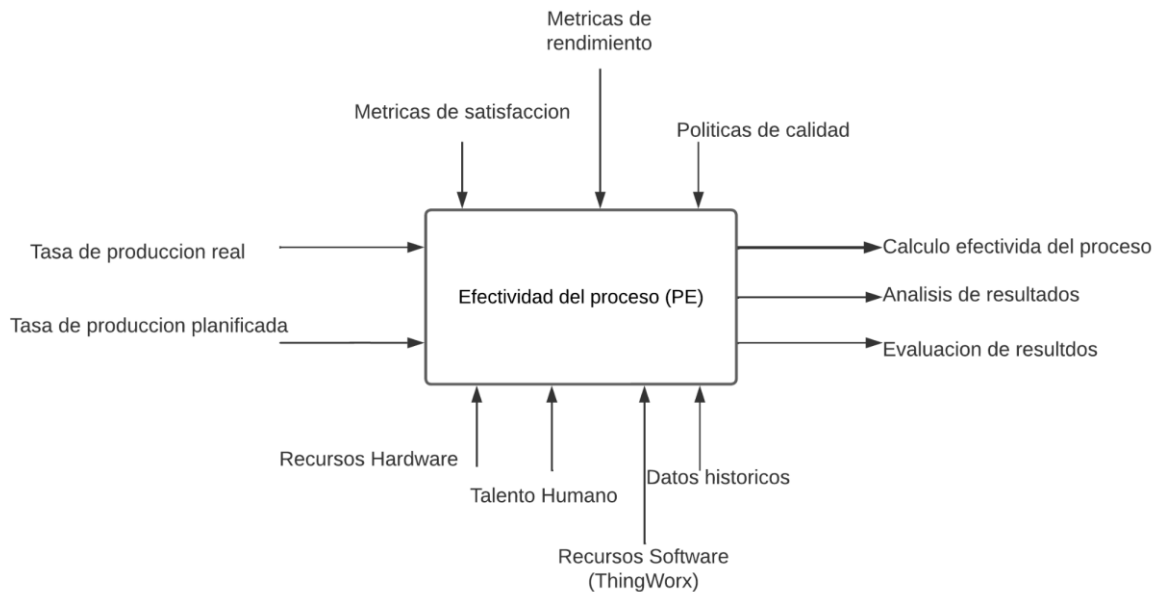 Metricas de
rendimiento
Metricas de satisfaccion
Politicas de calidad
Tasa de produccion real
Calculo efectivida del proceso
Efectividad del proceso (PE)
Analisis de resultados
Tasa de produccion planificada
Evaluacion de resultdos
Recursos Hardware
Talento Humano
Datos historicos
Recursos Software
(ThingWorx)